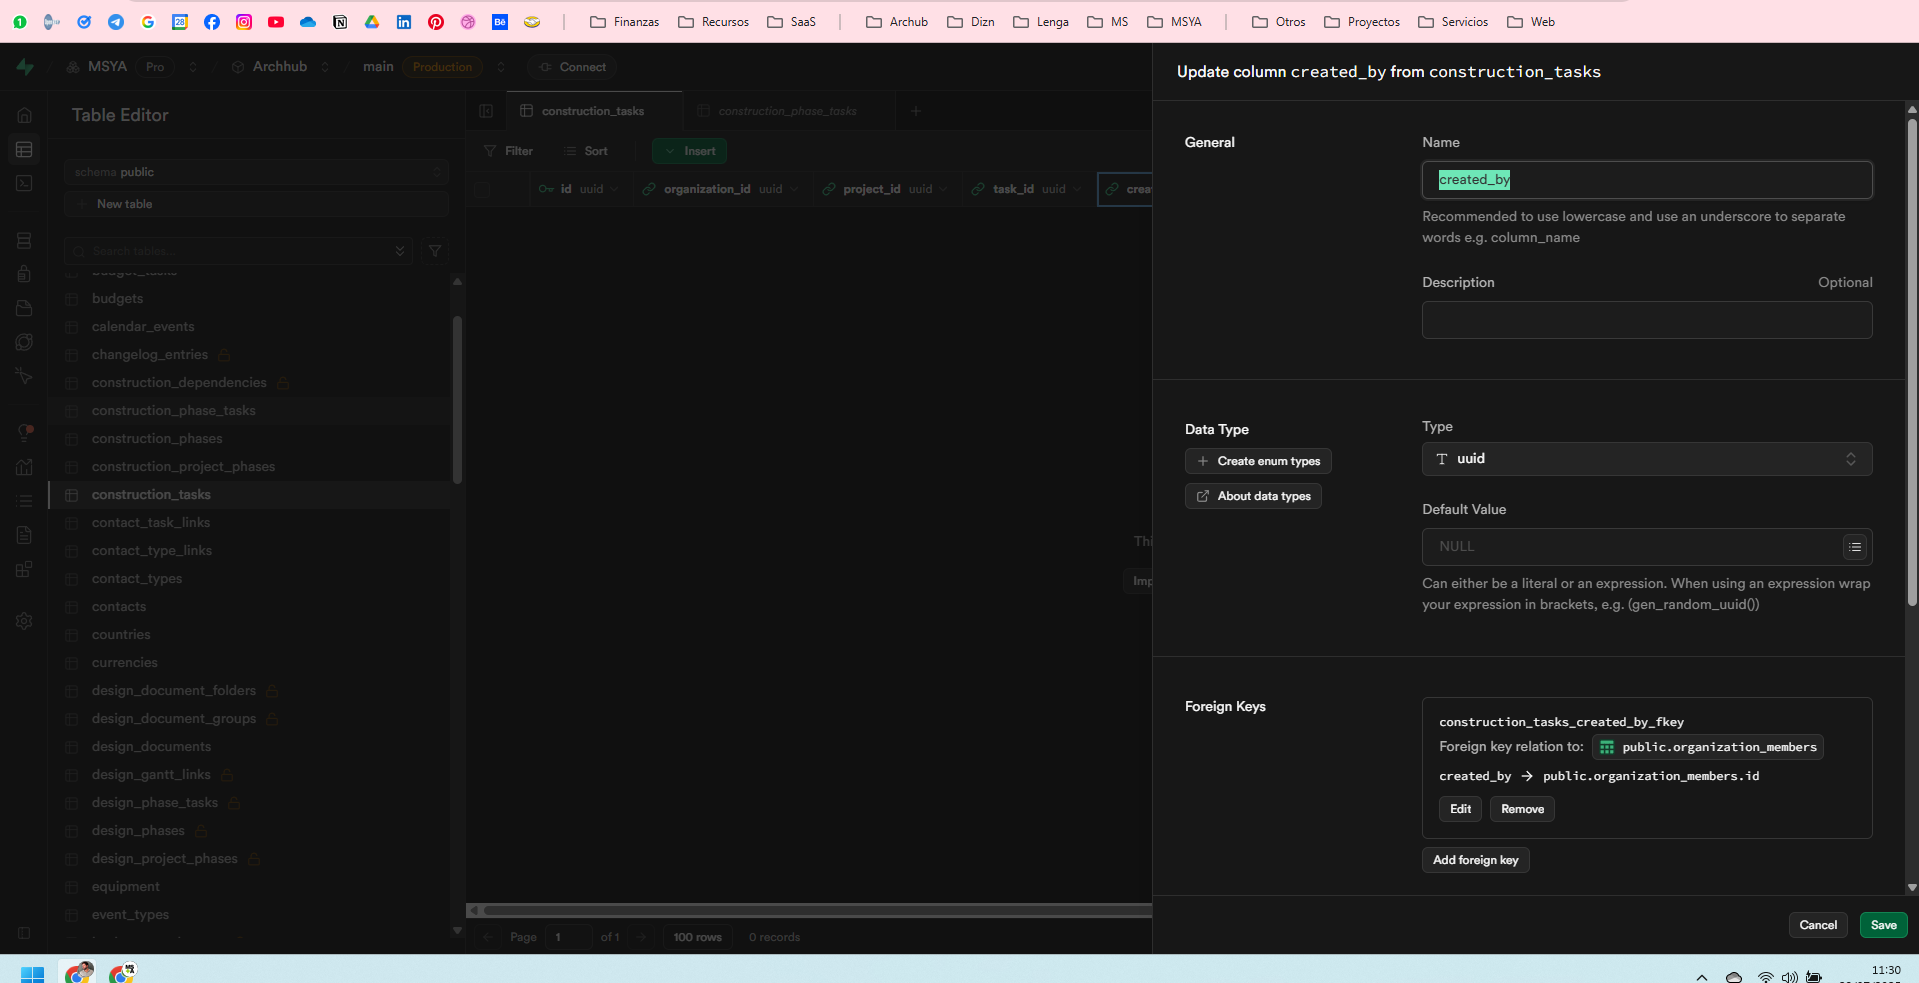 Finanzas
Recursos
SaaS
Archub
Dizn
Lenga
MS
MSYA
Otros
Proyectos
Servicios
Web
MSYA
Pro
Archhub
main
Production
Connect
Update column created_by from construction_tasks
Table Editor
construction_tasks
construction_phase_tasks
schema public
New table
Search tables...
Filter
Sort
Insert
id uuid
organization_id uuid
project_id uuid
task_id uuid
crea
budget_tasks
budgets
calendar_events
changelog_entries
construction_dependencies
construction_phase_tasks
construction_phases
construction_project_phases
construction_tasks
contact_task_links
contact_type_links
contact_types
contacts
countries
currencies
design_document_folders
design_document_groups
design_documents
design_gantt_links
design_phase_tasks
design_phases
design_project_phases
equipment
event_types
Thi
Imp
Page 1 of 1
100 rows
0 records
General
Name
created_by
Recommended to use lowercase and use an underscore to separate
words e.g. column_name
Description
Optional
Data Type
Create enum types
About data types
Type
uuid
Default Value
NULL
Can either be a literal or an expression. When using an expression wrap
your expression in brackets, e.g. (gen_random_uuid())
Foreign Keys
construction_tasks_created_by_fkey
Foreign key relation to: public.organization_members
created_by → public.organization_members.id
Edit
Remove
Add foreign key
Cancel
Save
11:30